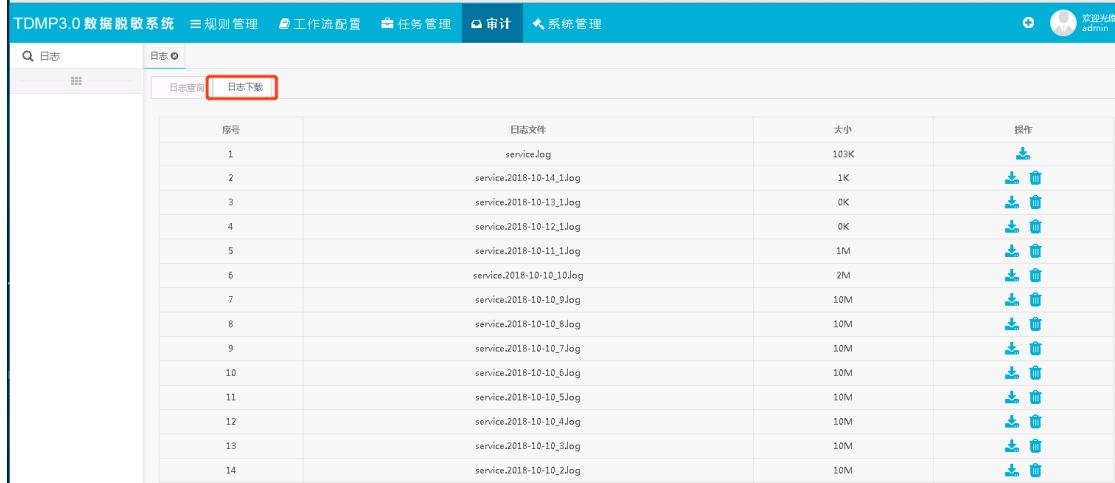 TDMP3.0 数据脱敏系统 规则管理 工作流配置 任务管理 审计 系统管理 欢迎光临
admin
日志 日志
日志查询 日志下载
序号 日志文件 大小 操作
1 service.log 103K
2 service.2018-10-14_1.log 1K
3 service.2018-10-13_1.log 0K
4 service.2018-10-12_1.log 0K
5 service.2018-10-11_1.log 1M
6 service.2018-10-10_10.log 2M
7 service.2018-10-10_9.log 10M
8 service.2018-10-10_8.log 10M
9 service.2018-10-10_7.log 10M
10 service.2018-10-10_6.log 10M
11 service.2018-10-10_5.log 10M
12 service.2018-10-10_4.log 10M
13 service.2018-10-10_3.log 10M
14 service.2018-10-10_2.log 10M